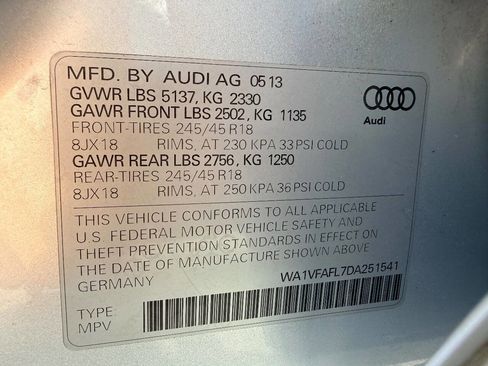 MFD. BY AUDI AG 0513
GVWR LBS 5137, KG 2330
GAWR FRONT LBS 2502, KG 1135
FRONT-TIRES 245/45 R18
8JX18 RIMS, AT 230 KPA 33 PSI COLD
GAWR REAR LBS 2756, KG 1250
REAR-TIRES 245/45 R18
8JX18 RIMS, AT 250 KPA 36 PSI COLD
THIS VEHICLE CONFORMS TO ALL APPLICABLE
U.S. FEDERAL MOTOR VEHICLE SAFETY AND
THEFT PREVENTION STANDARDS IN EFFECT ON
THE DATE OF MANUFACTURE SHOWN ABOVE.
GERMANY
WA1VFAFL7DA251541
TYPE:
MPV
Audi